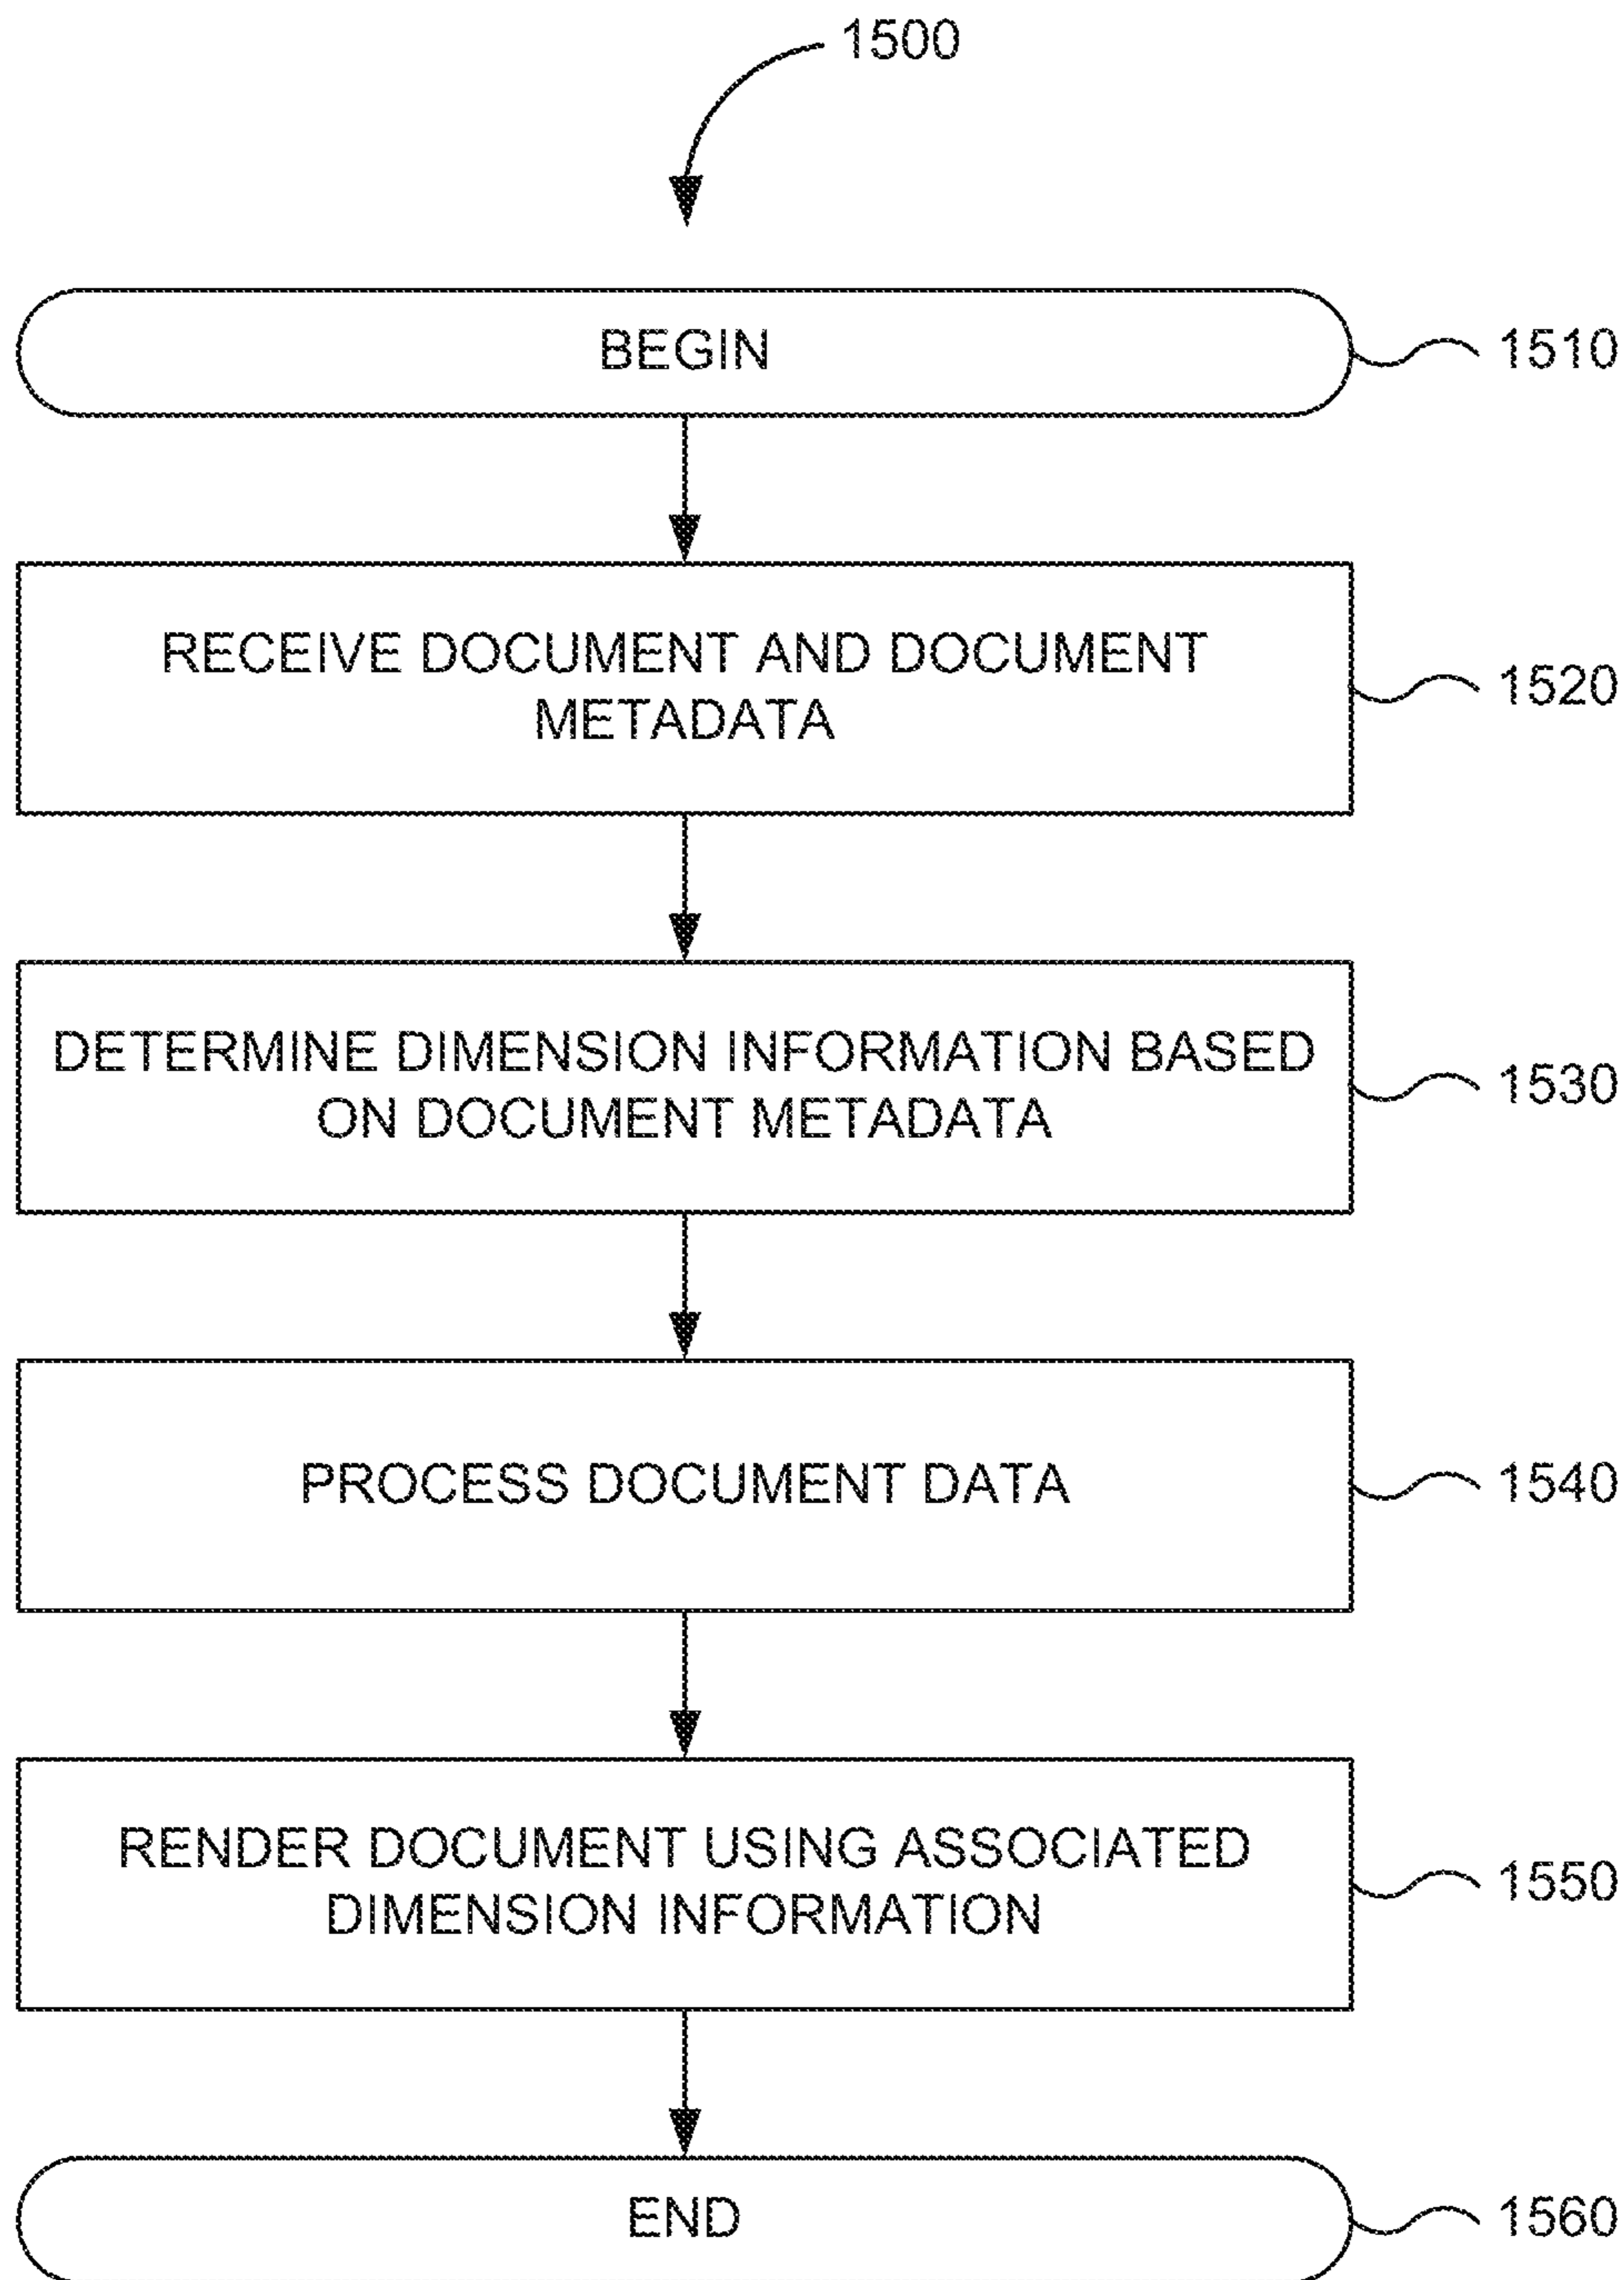 1500
BEGIN
1510
RECEIVE DOCUMENT AND DOCUMENT
METADATA
1520
DETERMINE DIMENSION INFORMATION BASED
ON DOCUMENT METADATA
1530
PROCESS DOCUMENT DATA
1540
RENDER DOCUMENT USING ASSOCIATED
DIMENSION INFORMATION
1550
END
1560